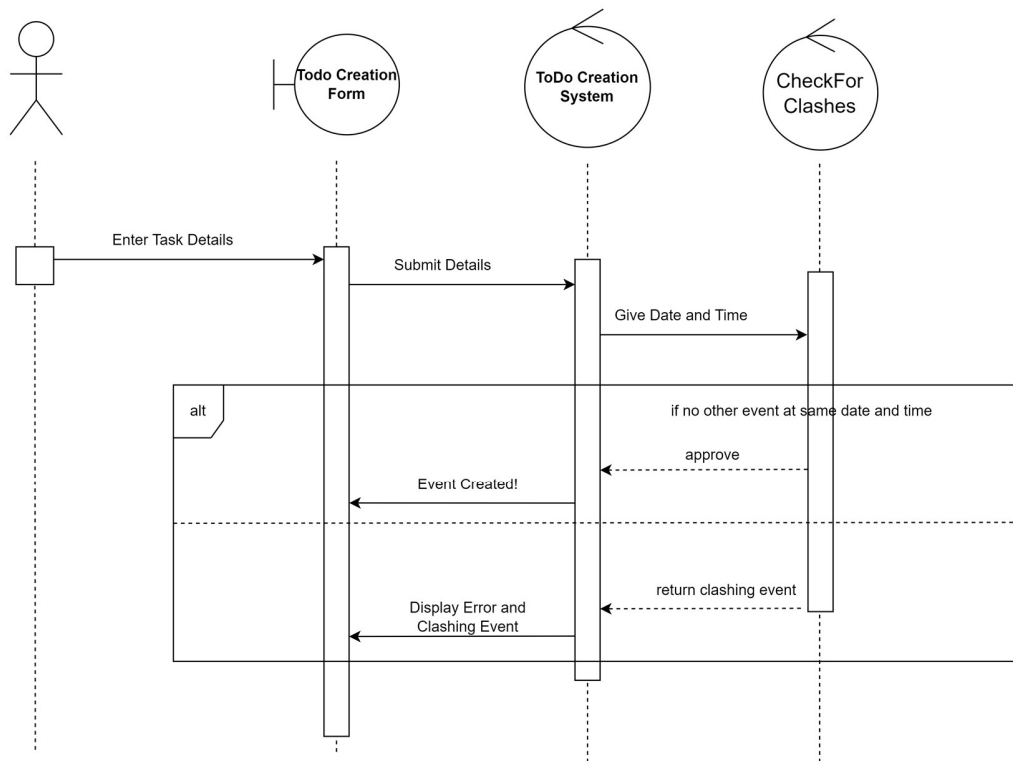 Todo Creation
Form
ToDo Creation
System
CheckFor
Clashes
Enter Task Details
Submit Details
Give Date and Time
alt
if no other event at same date and time
approve
Event Created!
return clashing event
Display Error and
Clashing Event